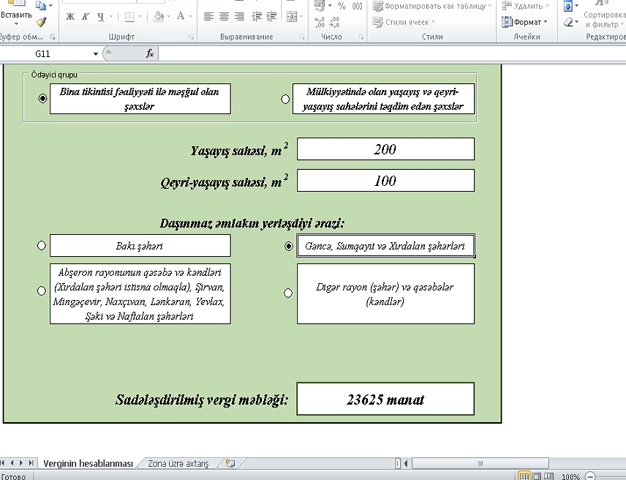 Вставить
Ж К Ч
A
%
000
Форматировать как таблицу
Удалить
Сортировка
Стили ячеек
Формат
и фильтр
Шрифт
Выравнивание
Число
Стили
Ячейки
G11
fx
Ödəyici qrupu
Bina tikintisi fəaliyyəti ilə məşğul olan
şəxslər
Mülkiyyətində olan yaşayış və qeyri-
yaşayış sahələrini təqdim edən şəxslər
Yaşayış sahəsi, m²
200
Qeyri-yaşayış sahəsi, m²
100
Daşınmaz əmlakın yerləşdiyi ərazi:
Bakı şəhəri
Gəncə, Sumqayıt və Xırdalan şəhərləri
Abşeron rayonunun qəsəbə və kəndləri
(Xırdalan şəhəri istisna olmaqla), Şirvan,
Mingəçevir, Naxçıvan, Lənkəran, Yevlax,
Şəki və Naftalan şəhərləri
Digər rayon (şəhər) və qəsəbələr
(kəndlər)
Sadələşdirilmiş vergi məbləği:
23625 manat
Verginin hesablanması
Zona üzrə axtarış
Готово
100%